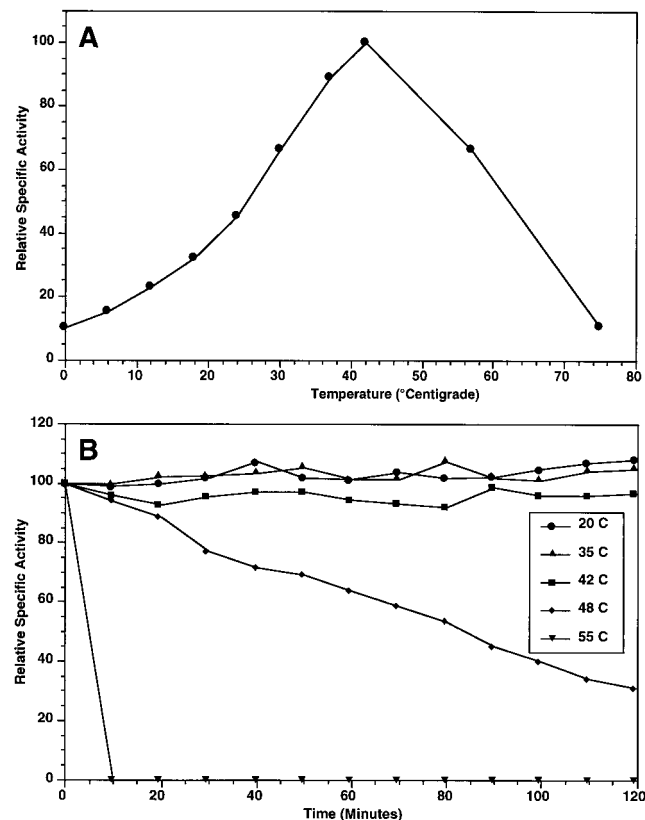 A
Relative Specific Activity
100
80
60
40
20
0
0 10 20 30 40 50 60 70 80
Temperature (°Centigrade)
B
Relative Specific Activity
120
100
80
60
40
20
0
20 C
35 C
42 C
48 C
55 C
0 20 40 60 80 100 120
Time (Minutes)